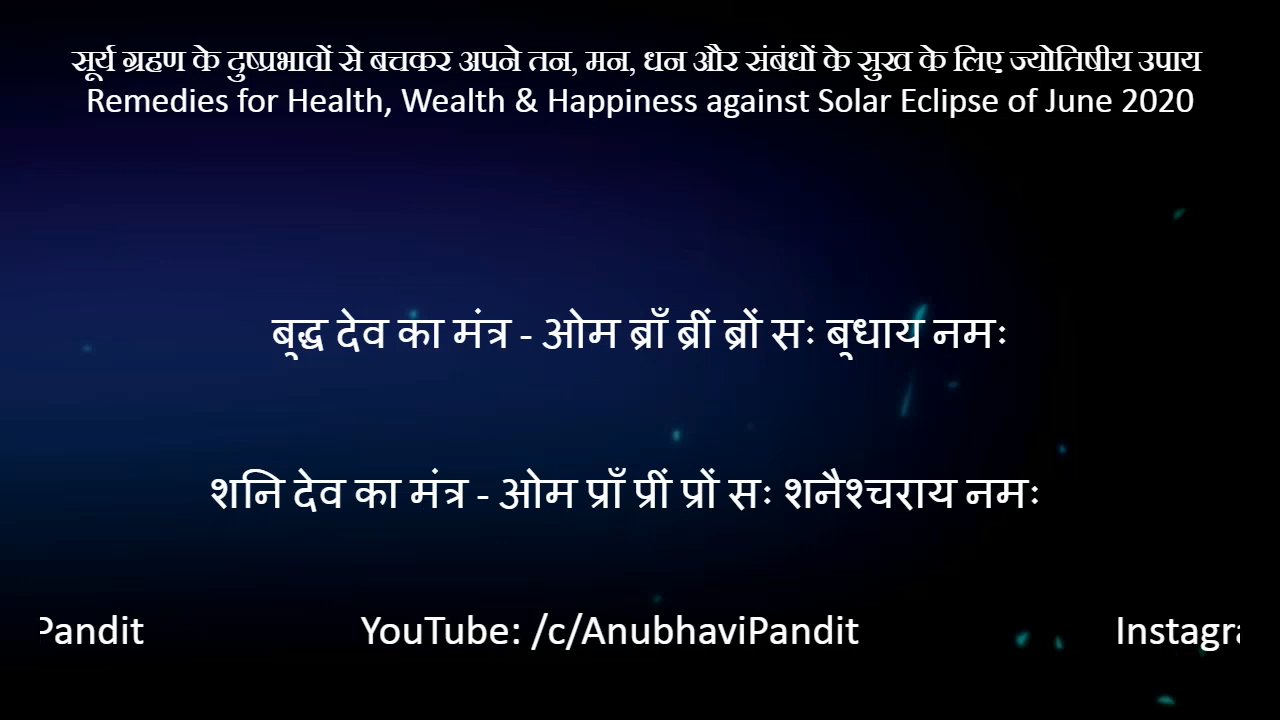 सूर्य ग्रहण के दुष्प्रभावों से बचकर अपने तन, मन, धन और संबंधों के सुख के लिए ज्योतिषीय उपाय
Remedies for Health, Wealth & Happiness against Solar Eclipse of June 2020
बुद्ध देव का मंत्र - ओम ब्राँ ब्रीं ब्रों सः बुधाय नमः
शनि देव का मंत्र - ओम प्राँ प्रीं प्रों सः शनैश्चराय नमः
Pandit YouTube: /c/AnubhaviPandit Instagra